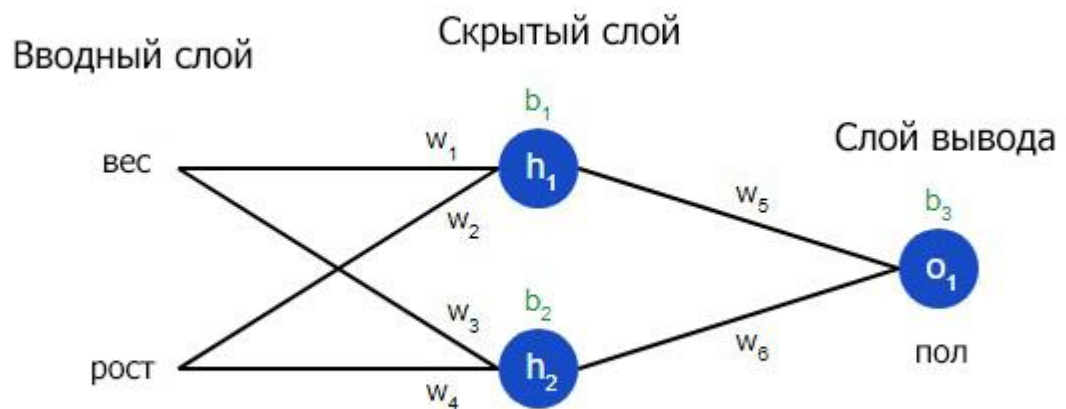 Вводный слой
Скрытый слой
Слой вывода
вес
рост
w₁
w₂
w₃
w₄
b₁
h₁
b₂
h₂
w₅
w₆
b₃
o₁
пол